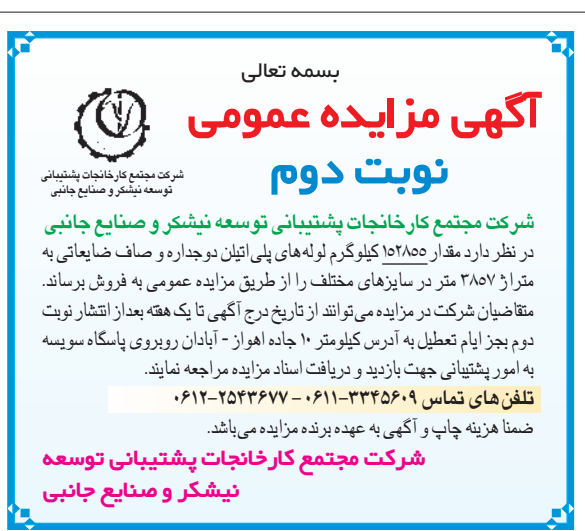 بسمه تعالی
آگهی مزایده عمومی
نوبت دوم
شرکت مجتمع کارخانجات پشتیبانی
توسعه نیشکر و صنایع جانبی
شرکت مجتمع کارخانجات پشتیبانی توسعه نیشکر و صنایع جانبی
در نظر دارد مقدار ۱۵۲۸۵۵ کیلوگرم لوله‌های پلی اتیلن دوجداره و صاف ضایعاتی به
متراژ ۳۸۵۷ متر در سایزهای مختلف را از طریق مزایده عمومی به فروش برساند.
متقاضیان شرکت در مزایده می‌توانند از تاریخ درج آگهی تا یک هفته بعداز انتشار نوبت
دوم بجز ایام تعطیل به آدرس کیلومتر ۱۰ جاده اهواز - آبادان روبروی پاسگاه سویسه
به امور پشتیبانی جهت بازدید و دریافت اسناد مزایده مراجعه نمایند.
تلفن های تماس ۳۳۴۵۶۰۹-۰۶۱۱ - ۲۵۴۳۶۷۷-۰۶۱۲
ضمنا هزینه چاپ و آگهی به عهده برنده مزایده می‌باشد.
شرکت مجتمع کارخانجات پشتیبانی توسعه
نیشکر و صنایع جانبی